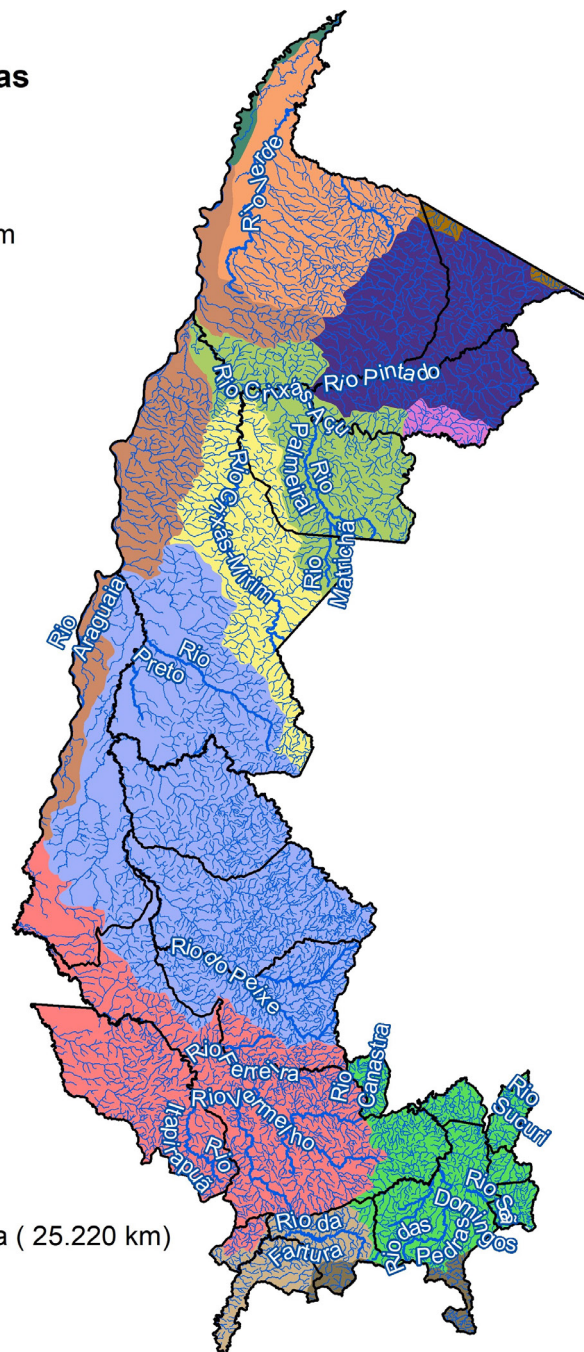 as
m
Rio Verde
Rio Pintado
Rio Crixás-Açu
Rio
Palmeiral
Rio Crixás-Mirim
Rio
Matrichã
Rio
Araguaia
Rio
Preto
Rio do Peixe
Rio
Canastra
Rio
Ferreira
Rio
Sucuri
Rio Vermelho
Rio
Itapirapuã
a ( 25.220 km)
Rio da
Fartura
Rio das
Pedras
Domingos